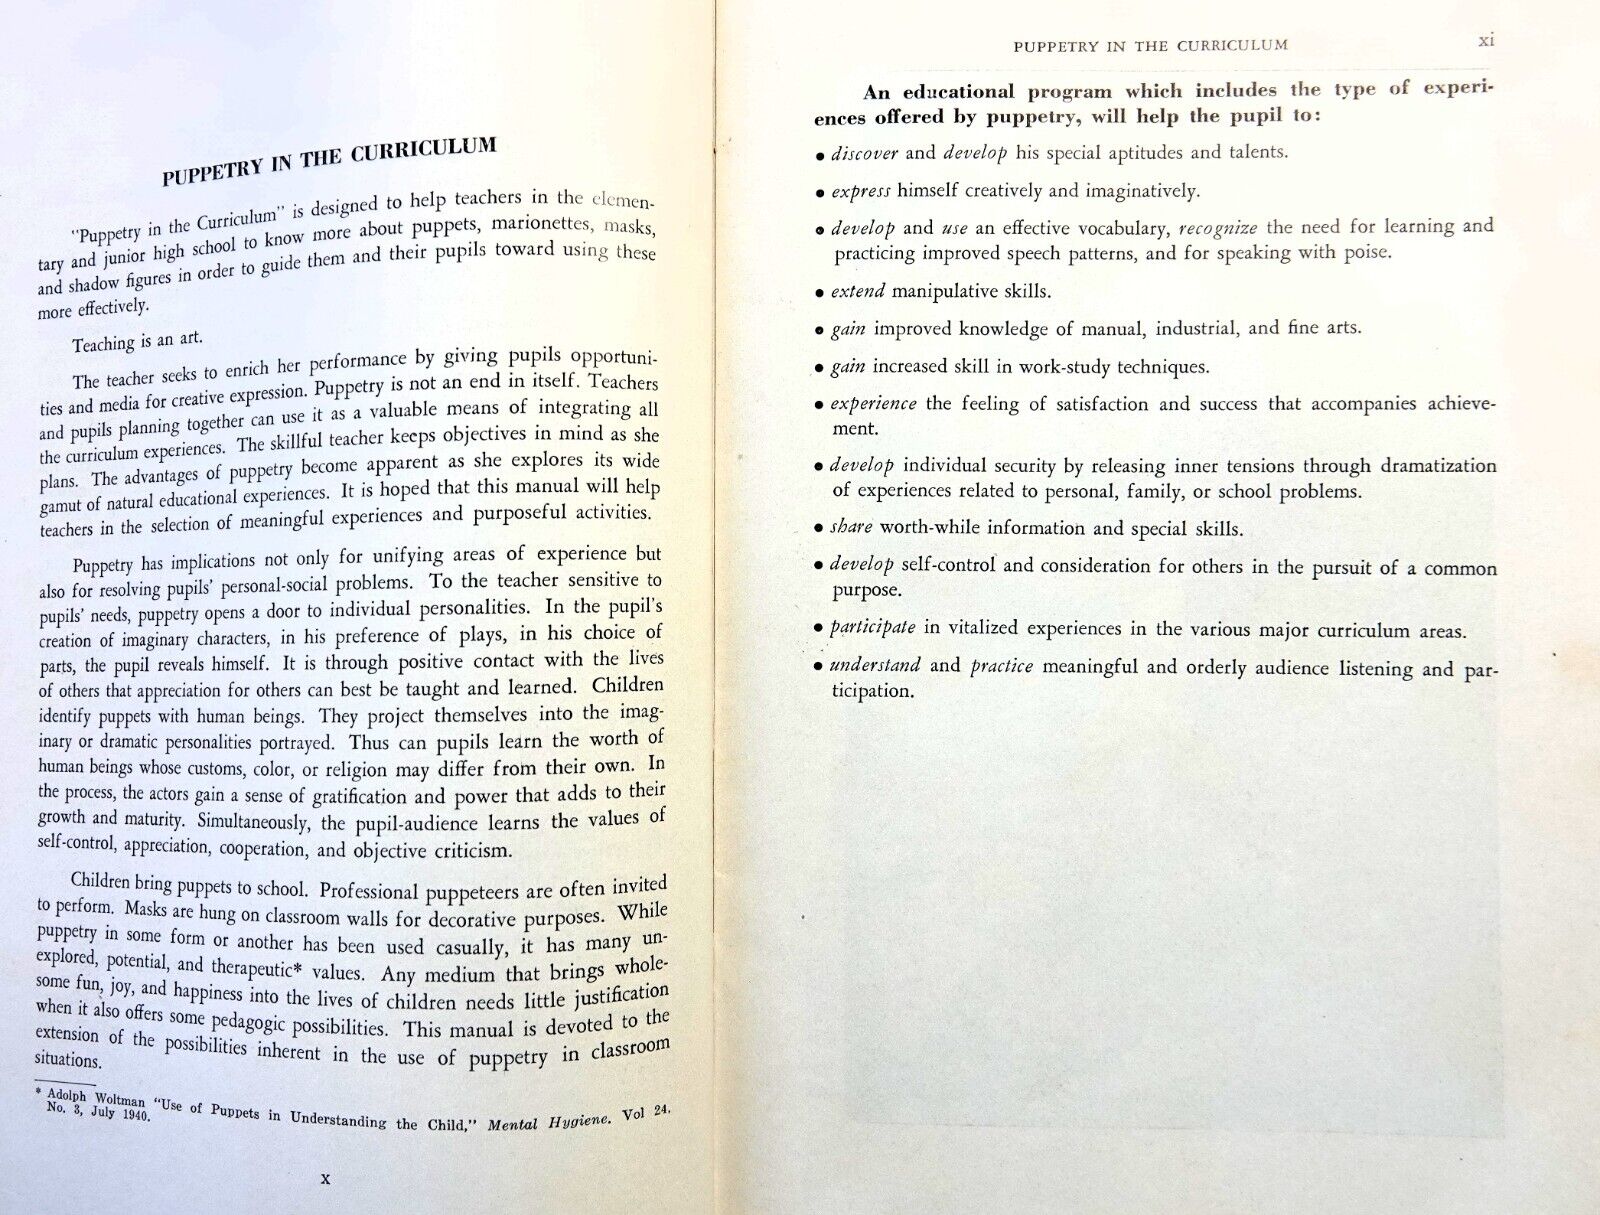 PUPPETRY IN THE CURRICULUM
"Puppetry in the Curriculum" is designed to help teachers in the elemen-
tary and junior high school to know more about puppets, marionettes, masks,
and shadow figures in order to guide them and their pupils toward using these
more effectively.
Teaching is an art.
The teacher seeks to enrich her performance by giving pupils opportuni-
ties and media for creative expression. Puppetry is not an end in itself. Teachers
and pupils planning together can use it as a valuable means of integrating all
the curriculum experiences. The skillful teacher keeps objectives in mind as she
plans. The advantages of puppetry become apparent as she explores its wide
gamut of natural educational experiences. It is hoped that this manual will help
teachers in the selection of meaningful experiences and purposeful activities.
Puppetry has implications not only for unifying areas of experience but
also for resolving pupils' personal-social problems. To the teacher sensitive to
pupils' needs, puppetry opens a door to individual personalities. In the pupil's
creation of imaginary characters, in his preference of plays, in his choice of
parts, the pupil reveals himself. It is through positive contact with the lives
of others that appreciation for others can best be taught and learned. Children
identify puppets with human beings. They project themselves into the imag-
inary or dramatic personalities portrayed. Thus can pupils learn the worth of
human beings whose customs, color, or religion may differ from their own. In
the process, the actors gain a sense of gratification and power that adds to their
growth and maturity. Simultaneously, the pupil-audience learns the values of
self-control, appreciation, cooperation, and objective criticism.
Children bring puppets to school. Professional puppeteers are often invited
to perform. Masks are hung on classroom walls for decorative purposes. While
puppetry in some form or another has been used casually, it has many un-
explored, potential, and therapeutic* values. Any medium that brings whole-
some fun, joy, and happiness into the lives of children needs little justification
when it also offers some pedagogic possibilities. This manual is devoted to the
extension of the possibilities inherent in the use of puppetry in classroom
situations.
* Adolph Woltman "Use of Puppets in Understanding the Child," Mental Hygiene. Vol 24,
No. 3, July 1940.
x
PUPPETRY IN THE CURRICULUM xi
An educational program which includes the type of experi-
ences offered by puppetry, will help the pupil to:
• discover and develop his special aptitudes and talents.
• express himself creatively and imaginatively.
• develop and use an effective vocabulary, recognize the need for learning and
practicing improved speech patterns, and for speaking with poise.
• extend manipulative skills.
• gain improved knowledge of manual, industrial, and fine arts.
• gain increased skill in work-study techniques.
• experience the feeling of satisfaction and success that accompanies achieve-
ment.
• develop individual security by releasing inner tensions through dramatization
of experiences related to personal, family, or school problems.
• share worth-while information and special skills.
• develop self-control and consideration for others in the pursuit of a common
purpose.
• participate in vitalized experiences in the various major curriculum areas.
• understand and practice meaningful and orderly audience listening and par-
ticipation.